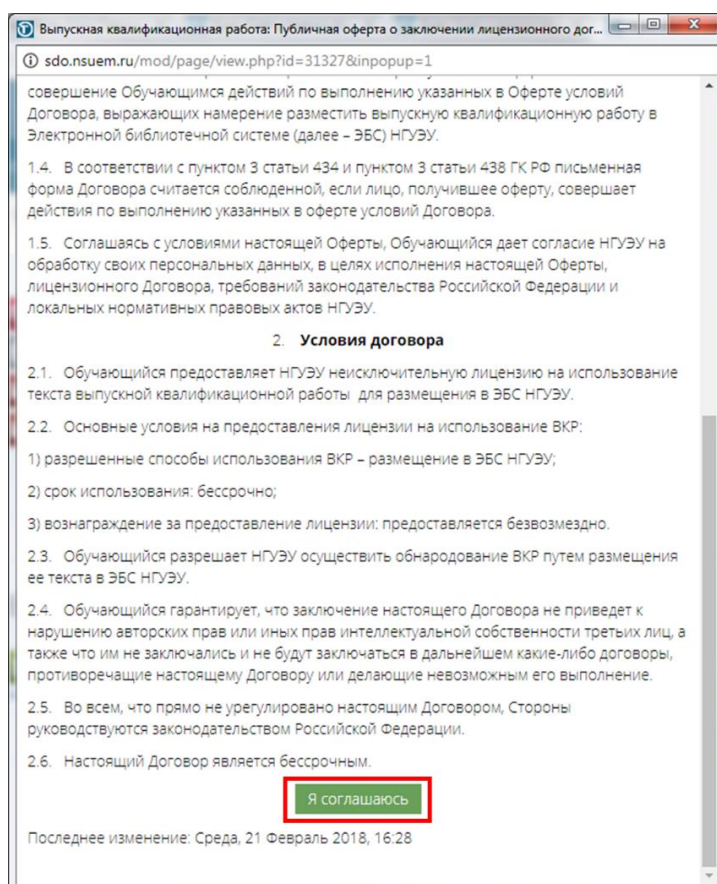 Выпускная квалификационная работа: Публичная оферта о заключении лицензионного дог...
sdo.nsuem.ru/mod/page/view.php?id=31327&inpopup=1
совершение Обучающимся действий по выполнению указанных в Оферте условий
Договора, выражающих намерение разместить выпускную квалификационную работу в
Электронной библиотечной системе (далее – ЭБС) НГУЭУ.
1.4. В соответствии с пунктом 3 статьи 434 и пунктом 3 статьи 438 ГК РФ письменная
форма Договора считается соблюденной, если лицо, получившее оферту, совершает
действия по выполнению указанных в оферте условий Договора.
1.5. Соглашаясь с условиями настоящей Оферты, Обучающийся дает согласие НГУЭУ на
обработку своих персональных данных, в целях исполнения настоящей Оферты,
лицензионного Договора, требований законодательства Российской Федерации и
локальных нормативных правовых актов НГУЭУ.
2. Условия договора
2.1. Обучающийся предоставляет НГУЭУ неисключительную лицензию на использование
текста выпускной квалификационной работы для размещения в ЭБС НГУЭУ.
2.2. Основные условия на предоставления лицензии на использование ВКР:
1) разрешенные способы использования ВКР – размещение в ЭБС НГУЭУ;
2) срок использования: бессрочно;
3) вознаграждение за предоставление лицензии: предоставляется безвозмездно.
2.3. Обучающийся разрешает НГУЭУ осуществить обнародование ВКР путем размещения
ее текста в ЭБС НГУЭУ.
2.4. Обучающийся гарантирует, что заключение настоящего Договора не приведет к
нарушению авторских прав или иных прав интеллектуальной собственности третьих лиц, а
также что им не заключались и не будут заключаться в дальнейшем какие-либо договоры,
противоречащие настоящему Договору или делающие невозможным его выполнение.
2.5. Во всем, что прямо не урегулировано настоящим Договором, Стороны
руководствуются законодательством Российской Федерации.
2.6. Настоящий Договор является бессрочным.
Я соглашаюсь
Последнее изменение: Среда, 21 Февраль 2018, 16:28